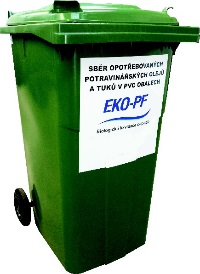 SBĚR OPOTŘEBOVANÝCH
POTRAVINÁŘSKÝCH OLEJŮ
A TUKŮ V PVC OBALECH
EKO-PF